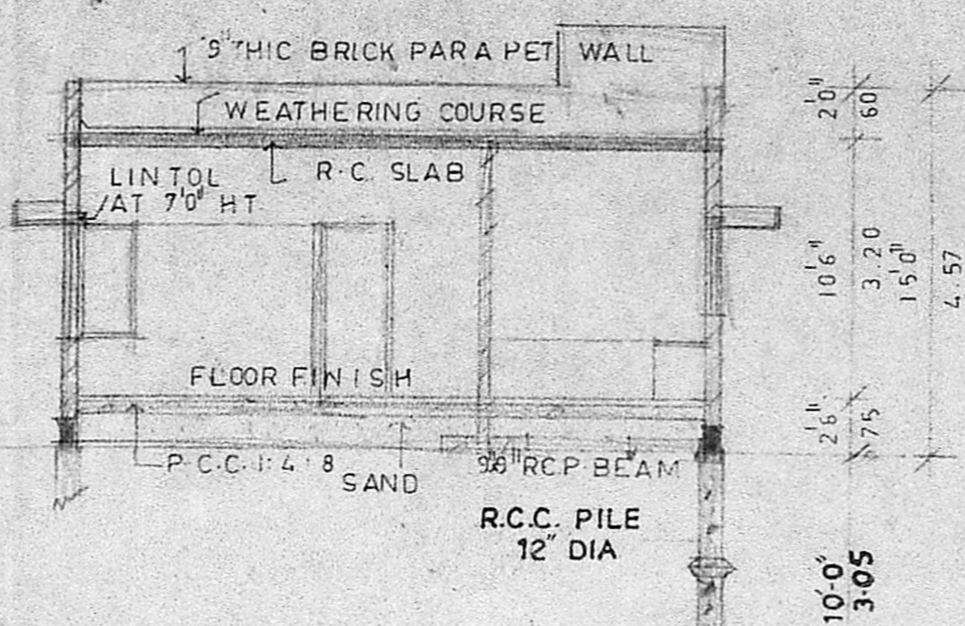 9" THIC BRICK PARAPET WALL
WEATHERING COURSE
R.C. SLAB
LINTOL
AT 7'0" HT
FLOOR FINISH
P.C.C. 1:4:8
SAND
RCP BEAM
R.C.C. PILE
12" DIA
2'0"
60
10'6"
3.20
15'0"
4.57
2'6"
75
10'-0"
3.05